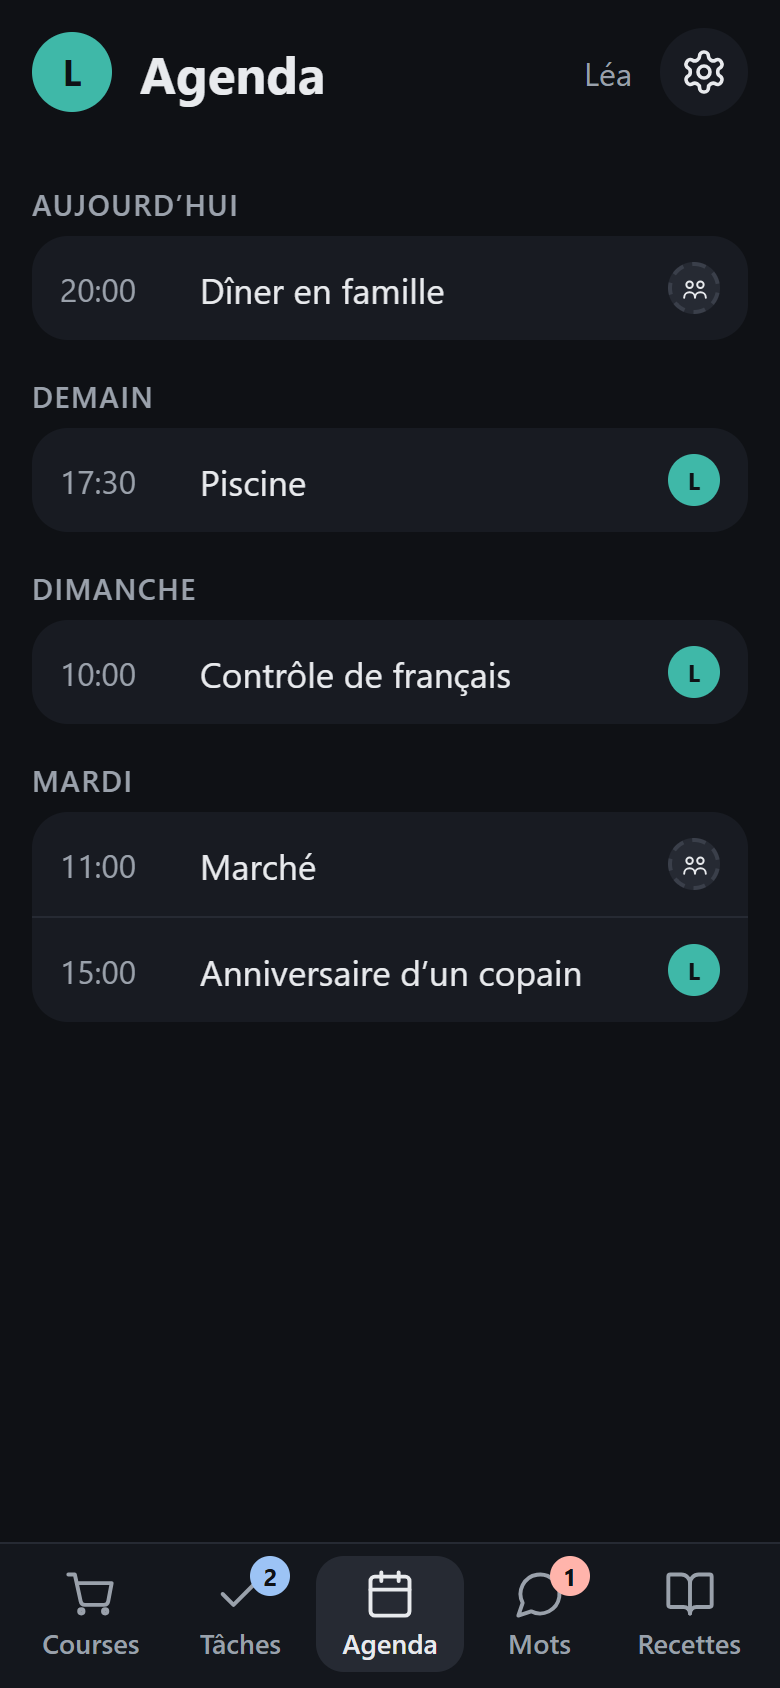 L Agenda Léa
AUJOURD’HUI
20:00 Dîner en famille
DEMAIN
17:30 Piscine L
DIMANCHE
10:00 Contrôle de français L
MARDI
11:00 Marché
15:00 Anniversaire d’un copain L
2 1
Courses Tâches Agenda Mots Recettes